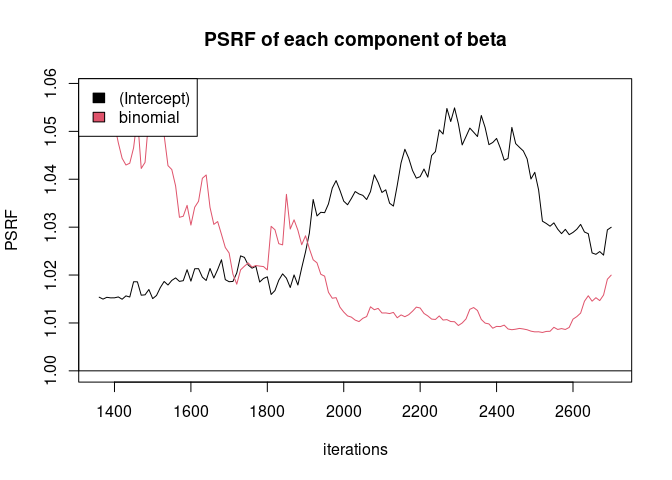 PSRF of each component of beta
(Intercept)
binomial
PSRF
1.06
1.05
1.04
1.03
1.02
1.01
1.00
1400 1600 1800 2000 2200 2400 2600
iterations